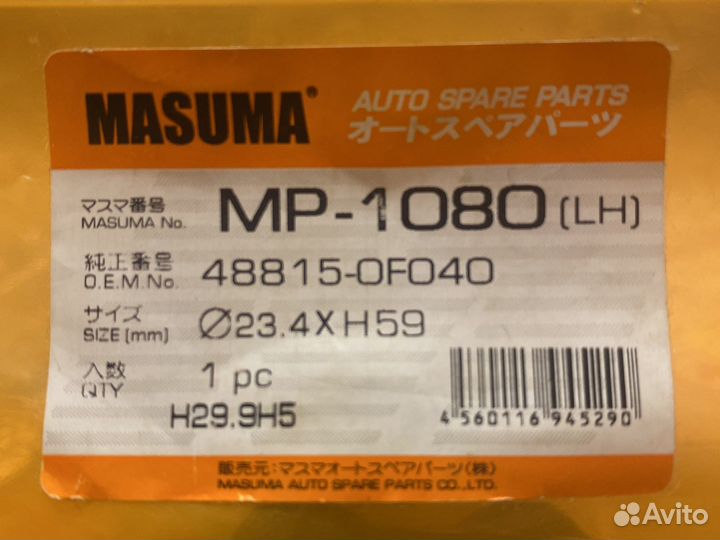 MASUMA® AUTO SPARE PARTS
オートスペアパーツ
マスマ番号
MASUMA No. MP-1080 (LH)
純正番号
O.E.M.No. 48815-0F040
サイズ
SIZE (mm) Ø23.4XH59
入数
QTY 1 pc
H29.9H5
4 560116 945290
販売元:マスマオートスペアパーツ(株)
MASUMA AUTO SPARE PARTS CO.,LTD.
Avito